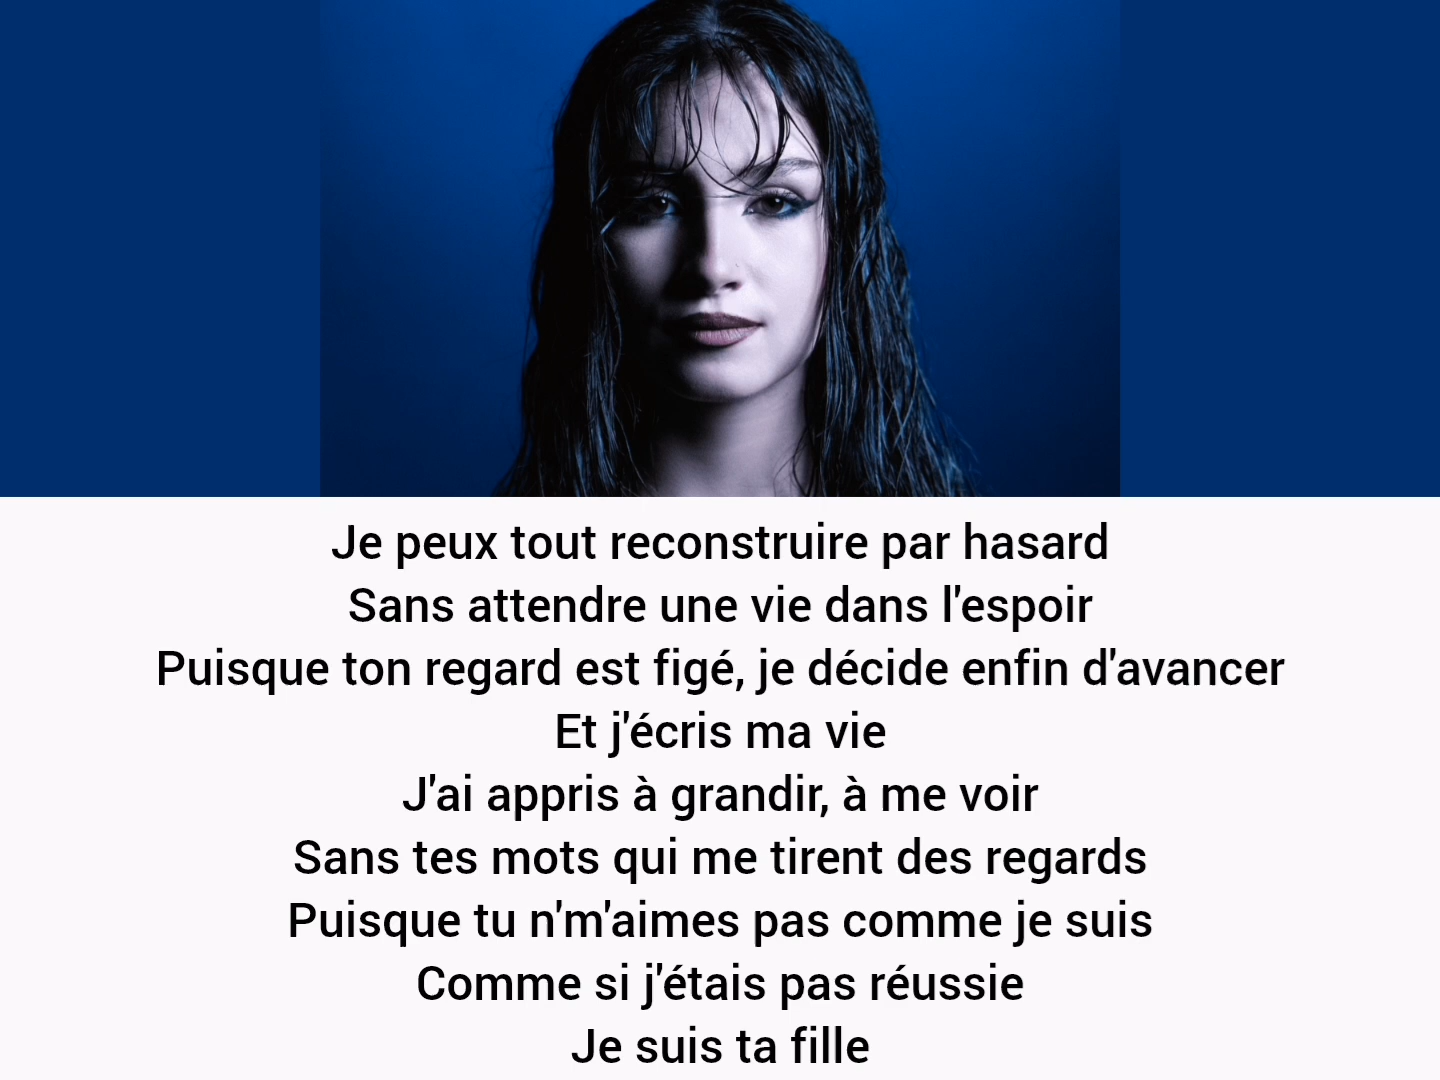 Je peux tout reconstruire par hasard
Sans attendre une vie dans l'espoir
Puisque ton regard est figé, je décide enfin d'avancer
Et j'écris ma vie
J'ai appris à grandir, à me voir
Sans tes mots qui me tirent des regards
Puisque tu n'm'aimes pas comme je suis
Comme si j'étais pas réussie
Je suis ta fille